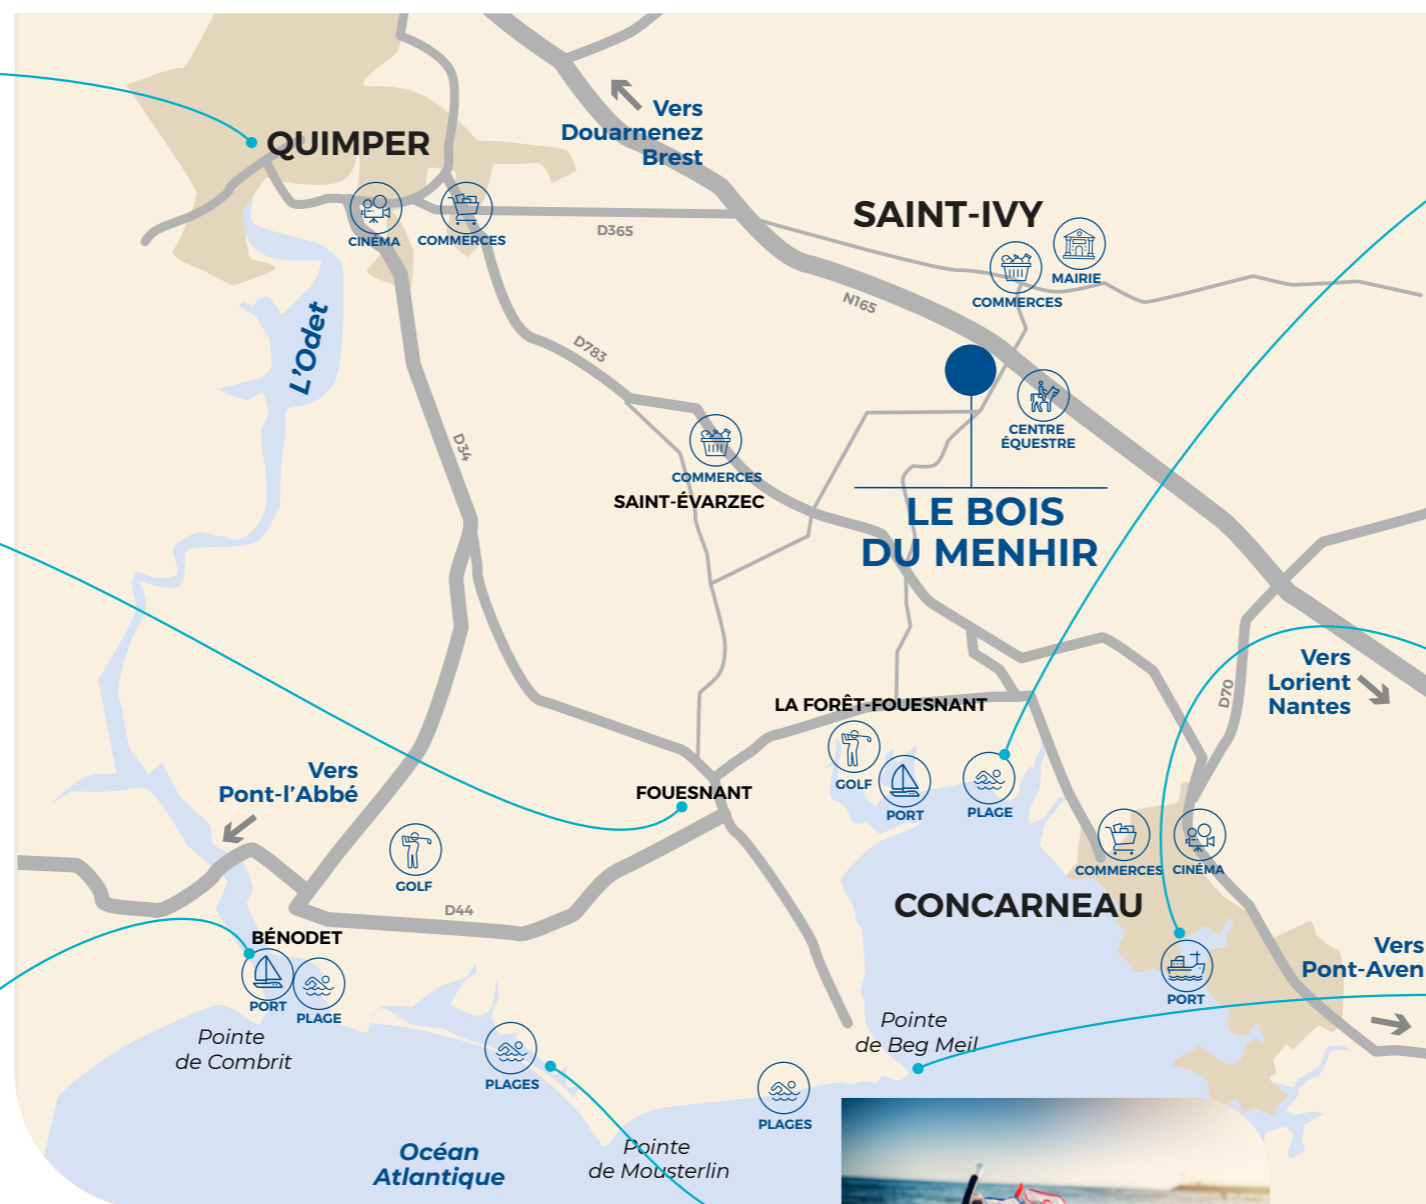 Vers
Douarnenez
Brest
QUIMPER
SAINT-IVY
CINÉMA
COMMERCES
D365
MAIRIE
COMMERCES
N165
L'Odet
D783
CENTRE
ÉQUESTRE
D34
COMMERCES
SAINT-ÉVARZEC
LE BOIS
DU MENHIR
Vers
Lorient
Nantes
D70
LA FORÊT-FOUESNANT
GOLF
PORT
PLAGE
Vers
Pont-l'Abbé
FOUESNANT
GOLF
COMMERCES
CINÉMA
CONCARNEAU
D44
BÉNODET
PORT
PLAGE
Vers
Pont-Aven
PORT
Pointe
de Combrit
Pointe
de Beg Meil
PLAGES
PLAGES
Océan
Atlantique
Pointe
de Mousterlin